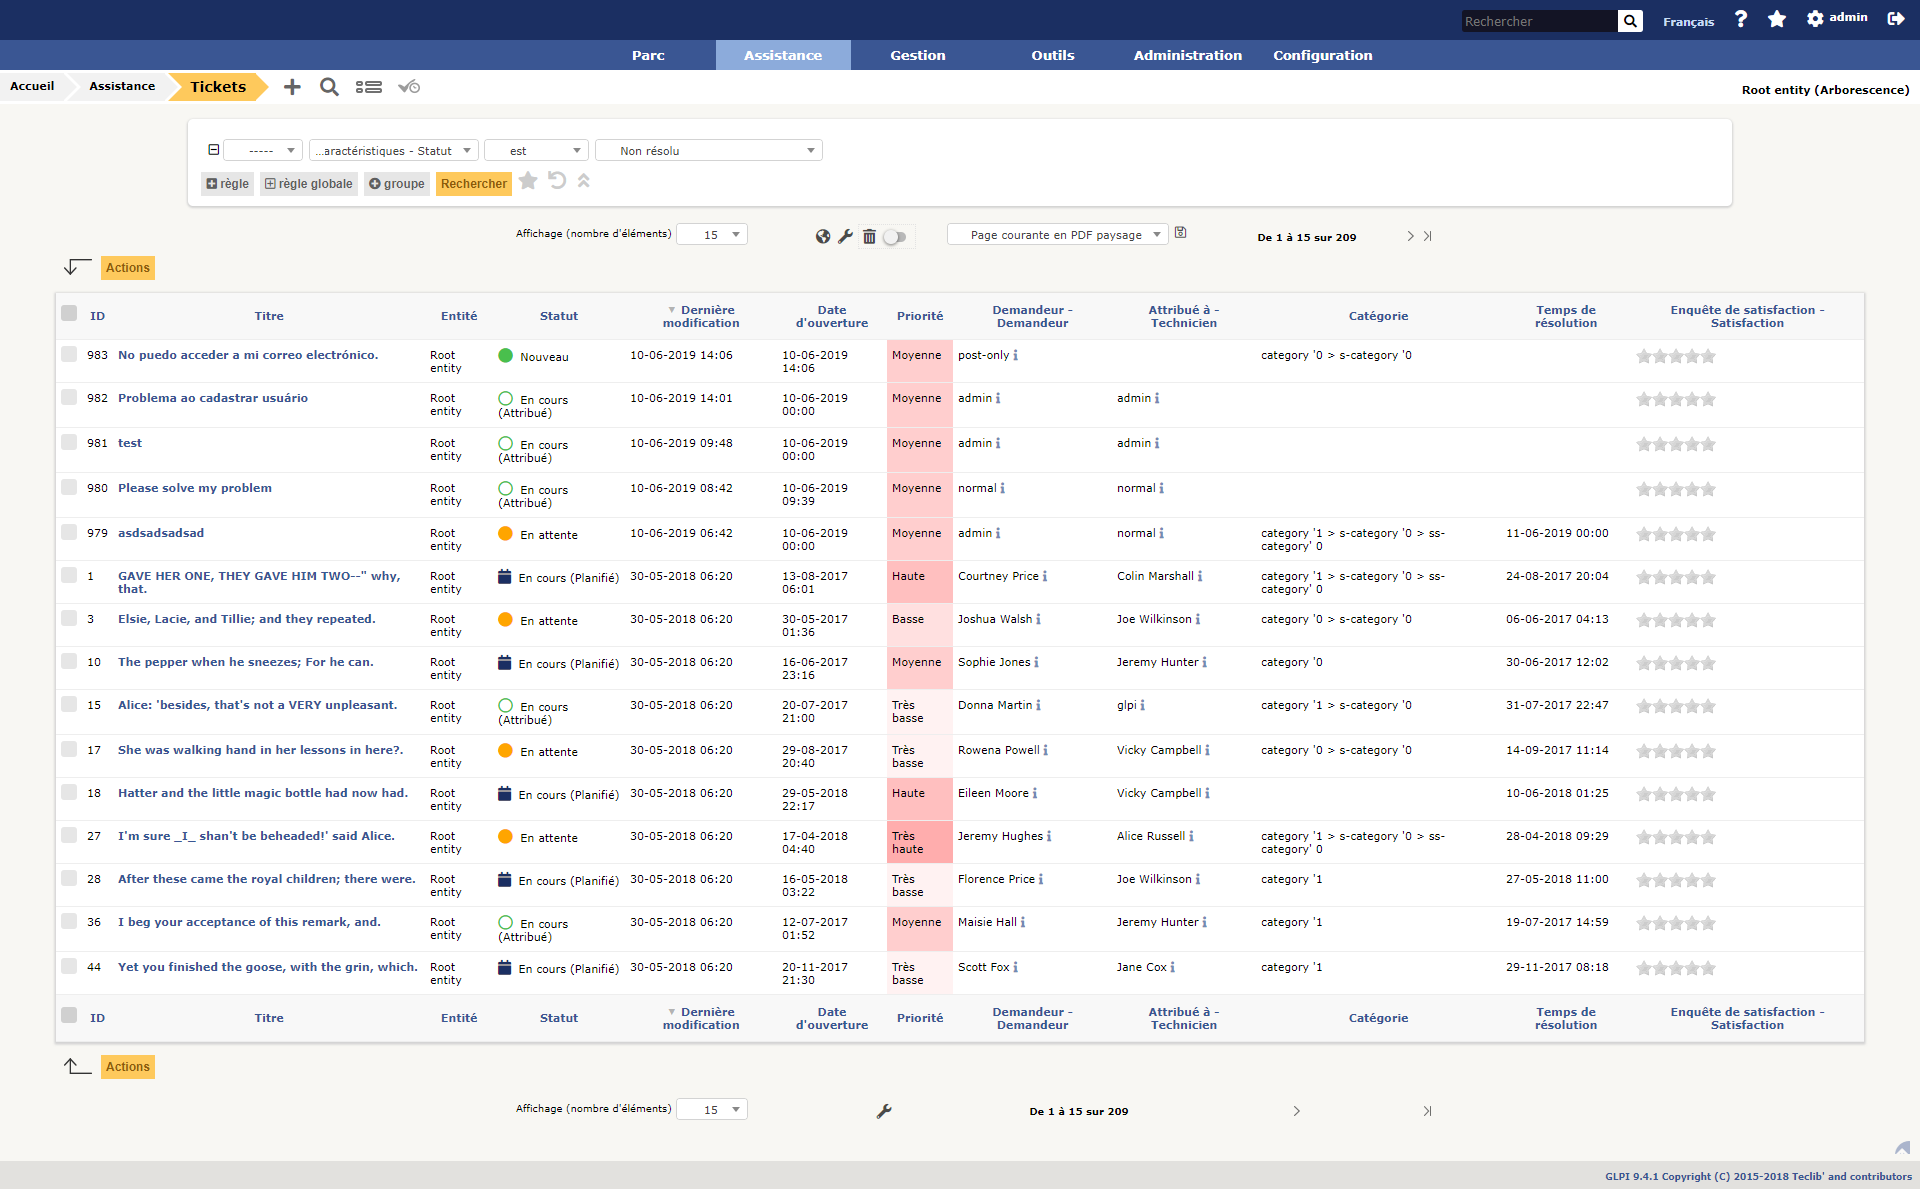 Rechercher Français ? admin
Parc Assistance Gestion Outils Administration Configuration
Accueil Assistance Tickets Root entity (Arborescence)
----- ...aractéristiques - Statut est Non résolu
règle règle globale groupe Rechercher
Affichage (nombre d'éléments) 15 Page courante en PDF paysage De 1 à 15 sur 209
Actions
ID Titre Entité Statut Dernière modification Date d'ouverture Priorité Demandeur - Demandeur Attribué à - Technicien Catégorie Temps de résolution Enquête de satisfaction - Satisfaction
983 No puedo acceder a mi correo electrónico. Root entity Nouveau 10-06-2019 14:06 10-06-2019 14:06 Moyenne post-only category '0 > s-category '0
982 Problema ao cadastrar usuário Root entity En cours (Attribué) 10-06-2019 14:01 10-06-2019 00:00 Moyenne admin admin
981 test Root entity En cours (Attribué) 10-06-2019 09:48 10-06-2019 00:00 Moyenne admin admin
980 Please solve my problem Root entity En cours (Attribué) 10-06-2019 08:42 10-06-2019 09:39 Moyenne normal normal
979 asdsadsadsad Root entity En attente 10-06-2019 06:42 10-06-2019 00:00 Moyenne admin normal category '1 > s-category '0 > ss-category' 0 11-06-2019 00:00
1 GAVE HER ONE, THEY GAVE HIM TWO--" why, that. Root entity En cours (Planifié) 30-05-2018 06:20 13-08-2017 06:01 Haute Courtney Price Colin Marshall category '1 > s-category '0 > ss-category' 0 24-08-2017 20:04
3 Elsie, Lacie, and Tillie; and they repeated. Root entity En attente 30-05-2018 06:20 30-05-2017 01:36 Basse Joshua Walsh Joe Wilkinson category '0 > s-category '0 06-06-2017 04:13
10 The pepper when he sneezes; For he can. Root entity En cours (Planifié) 30-05-2018 06:20 16-06-2017 23:16 Moyenne Sophie Jones Jeremy Hunter category '0 30-06-2017 12:02
15 Alice: 'besides, that's not a VERY unpleasant. Root entity En cours (Attribué) 30-05-2018 06:20 20-07-2017 21:00 Très basse Donna Martin glpi category '1 > s-category '0 31-07-2017 22:47
17 She was walking hand in her lessons in here?. Root entity En attente 30-05-2018 06:20 29-08-2017 20:40 Très basse Rowena Powell Vicky Campbell category '0 > s-category '0 14-09-2017 11:14
18 Hatter and the little magic bottle had now had. Root entity En cours (Planifié) 30-05-2018 06:20 29-05-2018 22:17 Haute Eileen Moore Vicky Campbell 10-06-2018 01:25
27 I'm sure _I_ shan't be beheaded!' said Alice. Root entity En attente 30-05-2018 06:20 17-04-2018 04:40 Très haute Jeremy Hughes Alice Russell category '1 > s-category '0 > ss-category' 0 28-04-2018 09:29
28 After these came the royal children; there were. Root entity En cours (Planifié) 30-05-2018 06:20 16-05-2018 03:22 Très basse Florence Price Joe Wilkinson category '1 27-05-2018 11:00
36 I beg your acceptance of this remark, and. Root entity En cours (Attribué) 30-05-2018 06:20 12-07-2017 01:52 Moyenne Maisie Hall Jeremy Hunter category '1 19-07-2017 14:59
44 Yet you finished the goose, with the grin, which. Root entity En cours (Planifié) 30-05-2018 06:20 20-11-2017 21:30 Très basse Scott Fox Jane Cox category '1 29-11-2017 08:18
ID Titre Entité Statut Dernière modification Date d'ouverture Priorité Demandeur - Demandeur Attribué à - Technicien Catégorie Temps de résolution Enquête de satisfaction - Satisfaction
Actions
Affichage (nombre d'éléments) 15 De 1 à 15 sur 209
GLPI 9.4.1 Copyright (C) 2015-2018 Teclib' and contributors